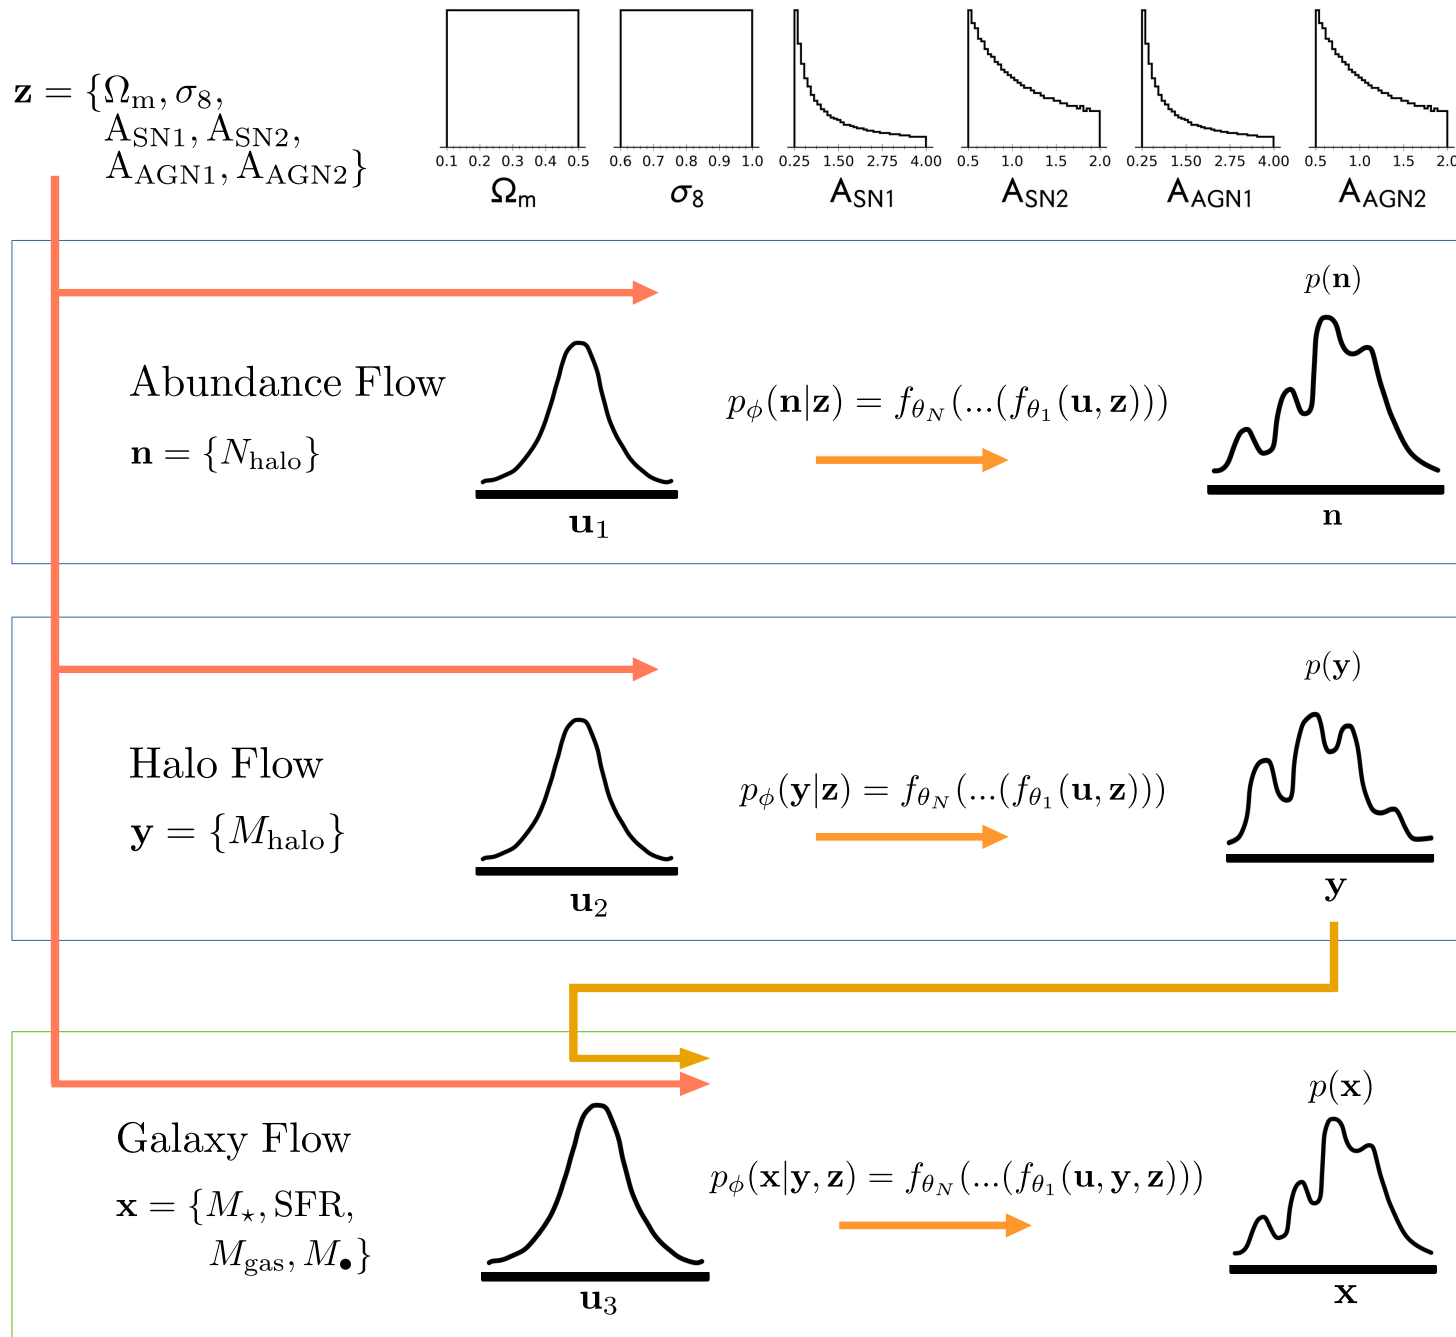 z = {Ωm, σ8,
ASN1, ASN2,
AAGN1, AAGN2}
0.1 0.2 0.3 0.4 0.5
Ωm
0.6 0.7 0.8 0.9 1.0
σ8
0.25 1.50 2.75 4.00
ASN1
0.5 1.0 1.5 2.0
ASN2
0.25 1.50 2.75 4.00
AAGN1
0.5 1.0 1.5 2.0
AAGN2
Abundance Flow
n = {Nhalo}
u1
pϕ(n|z) = fθN(...(fθ1(u, z)))
p(n)
n
Halo Flow
y = {Mhalo}
u2
pϕ(y|z) = fθN(...(fθ1(u, z)))
p(y)
y
Galaxy Flow
x = {M⋆, SFR,
Mgas, M●}
u3
pϕ(x|y, z) = fθN(...(fθ1(u, y, z)))
p(x)
x